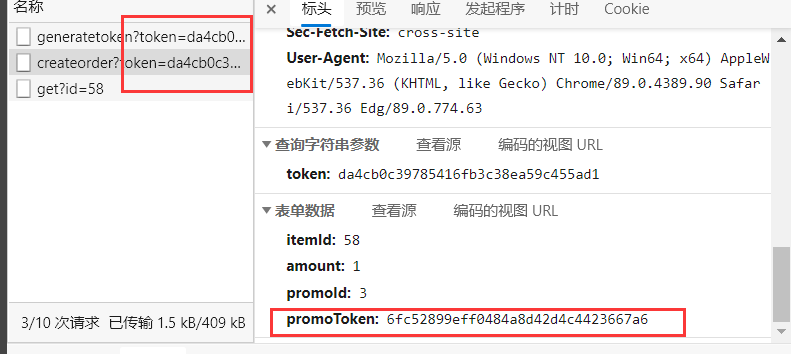 名称
generatetoken?token=da4cb0...
createorder?token=da4cb0c3...
get?id=58
3/10 次请求 已传输 1.5 kB/409 kB
× 标头 预览 响应 发起程序 计时 Cookie
Sec-Fetch-Site: cross-site
User-Agent: Mozilla/5.0 (Windows NT 10.0; Win64; x64) AppleW
ebKit/537.36 (KHTML, like Gecko) Chrome/89.0.4389.90 Safar
i/537.36 Edg/89.0.774.63
查询字符串参数 查看源 编码的视图 URL
token: da4cb0c39785416fb3c38ea59c455ad1
表单数据 查看源 编码的视图 URL
itemId: 58
amount: 1
promoId: 3
promoToken: 6fc52899eff0484a8d42d4c4423667a6